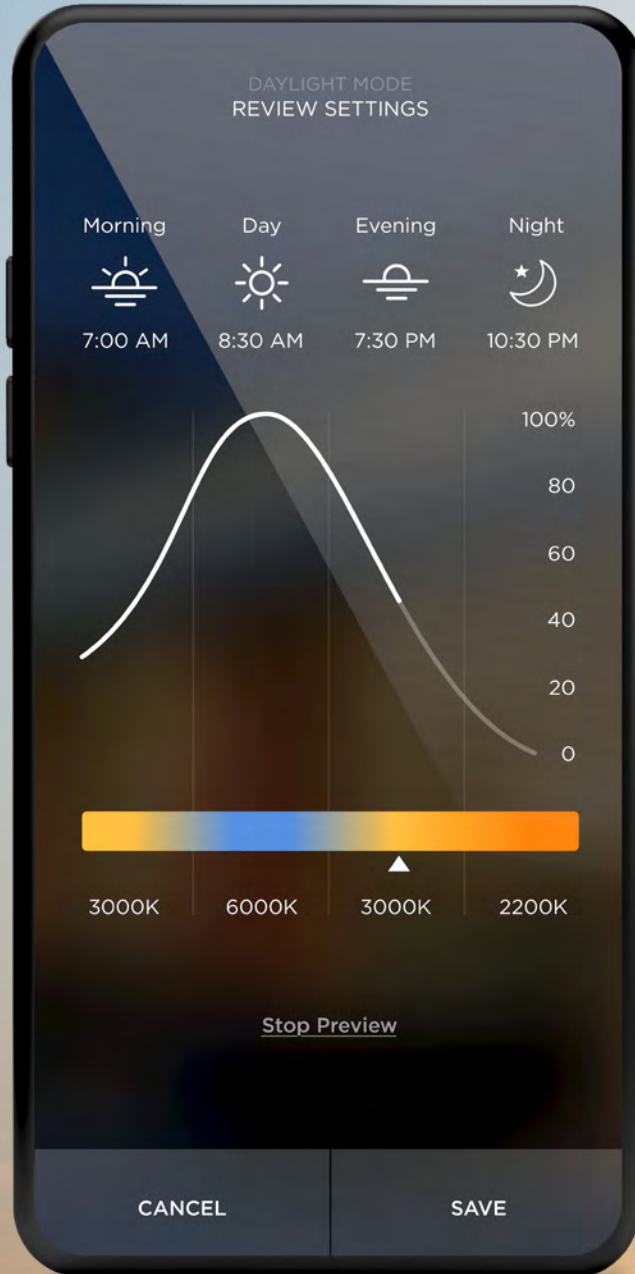 DAYLIGHT MODE
REVIEW SETTINGS
Morning Day Evening Night
7:00 AM 8:30 AM 7:30 PM 10:30 PM
100%
80
60
40
20
0
3000K 6000K 3000K 2200K
Stop Preview
CANCEL SAVE